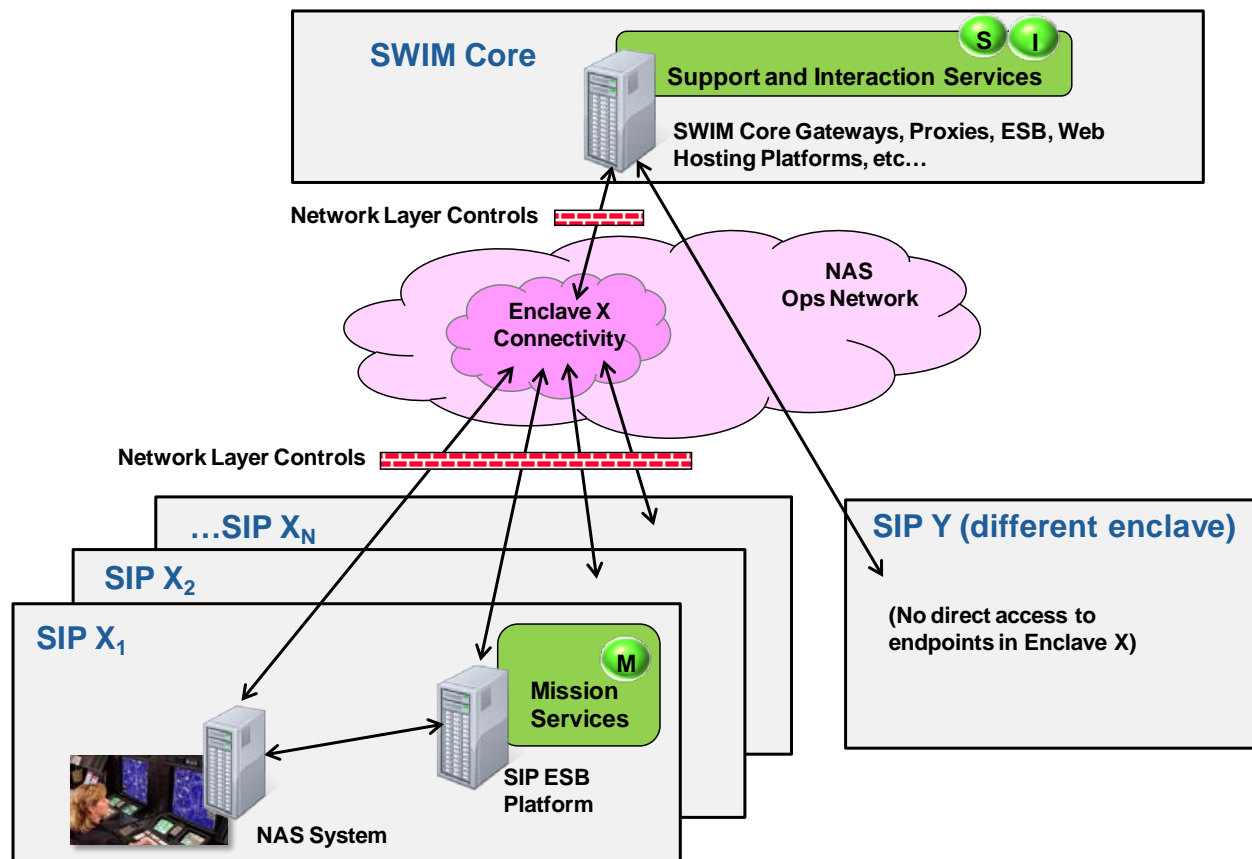 SWIM Core
S I
Support and Interaction Services
SWIM Core Gateways, Proxies, ESB, Web
Hosting Platforms, etc…
Network Layer Controls
NAS
Ops Network
Enclave X
Connectivity
Network Layer Controls
…SIP XN
SIP X2
SIP X1
M
Mission
Services
SIP ESB
Platform
NAS System
SIP Y (different enclave)
(No direct access to
endpoints in Enclave X)